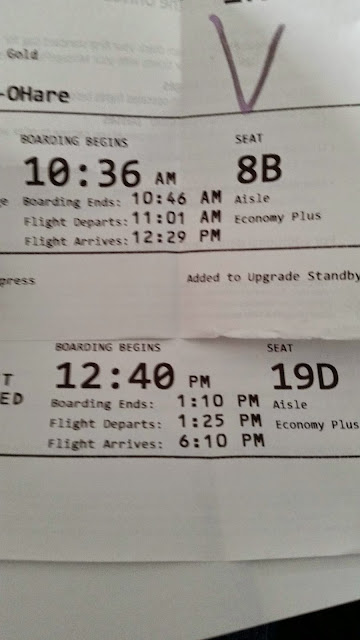 Gold
-OHare
V
BOARDING BEGINS SEAT
10:36 AM 8B
Boarding Ends: 10:46 AM Aisle
Flight Departs: 11:01 AM Economy Plus
Flight Arrives: 12:29 PM
press Added to Upgrade Standby
BOARDING BEGINS SEAT
T 12:40 PM 19D
ED Boarding Ends: 1:10 PM Aisle
Flight Departs: 1:25 PM Economy Plus
Flight Arrives: 6:10 PM